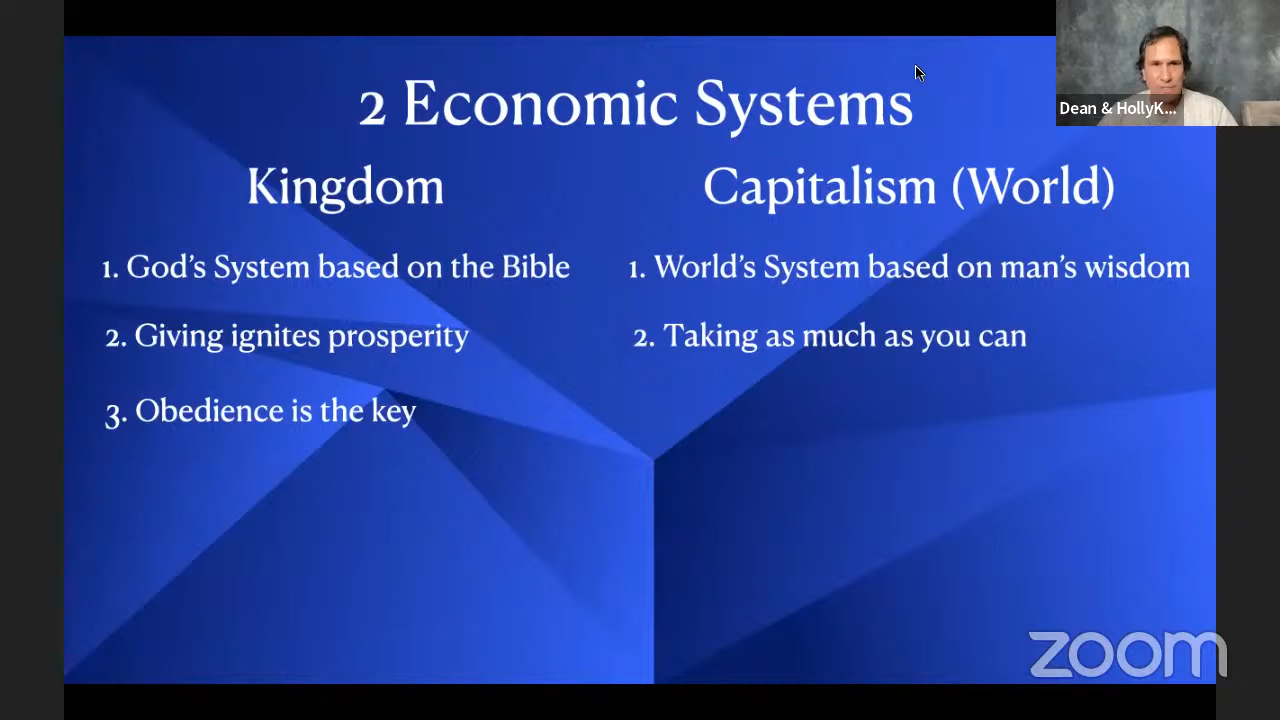 2 Economic Systems
Kingdom
Capitalism (World)
1. God's System based on the Bible
1. World's System based on man's wisdom
2. Giving ignites prosperity
2. Taking as much as you can
3. Obedience is the key
Dean & HollyK...
zoom